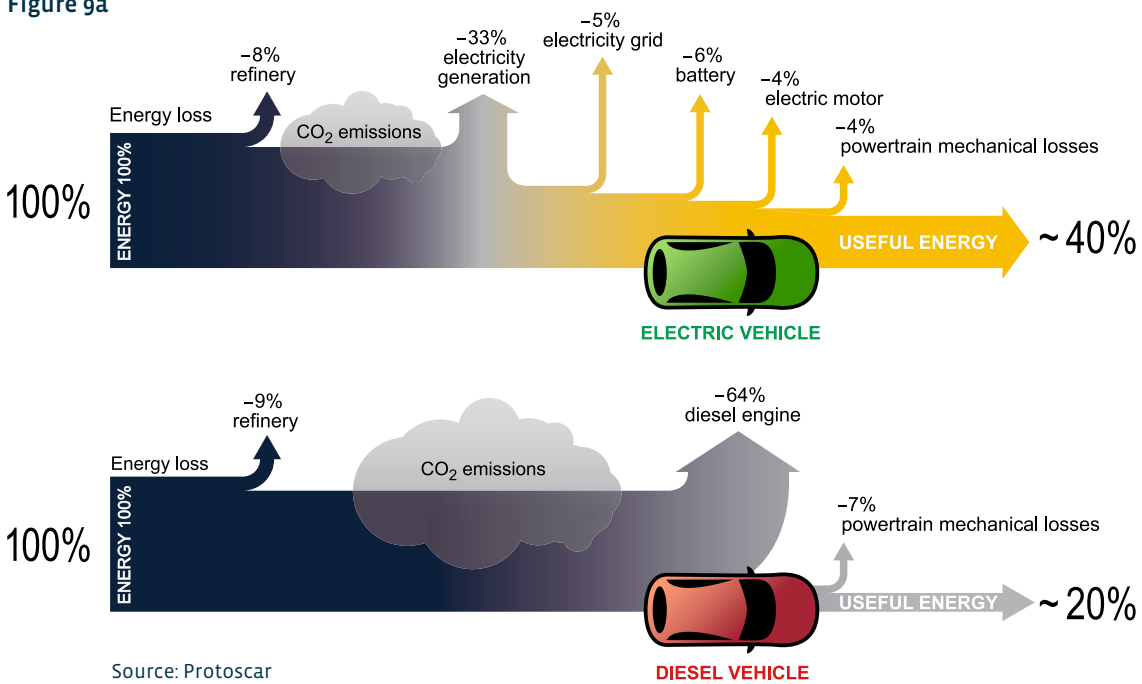 Figure 9a
−8%
refinery
−33%
electricity
generation
−5%
electricity grid
−6%
battery
−4%
electric motor
−4%
powertrain mechanical losses
Energy loss
CO₂ emissions
100%
ENERGY 100%
USEFUL ENERGY
~ 40%
ELECTRIC VEHICLE
−9%
refinery
−64%
diesel engine
Energy loss
CO₂ emissions
−7%
powertrain mechanical losses
100%
ENERGY 100%
USEFUL ENERGY
~ 20%
Source: Protoscar
DIESEL VEHICLE